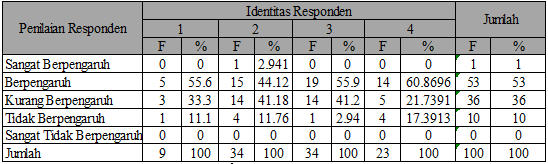 Penilaian Responden Identitas Responden Jumlah
1 2 3 4
F % F % F % F % F %
Sangat Berpengaruh 0 0 1 2.941 0 0 0 0 1 1
Berpengaruh 5 55.6 15 44.12 19 55.9 14 60.8696 53 53
Kurang Berpengaruh 3 33.3 14 41.18 14 41.2 5 21.7391 36 36
Tidak Berpengaruh 1 11.1 4 11.76 1 2.94 4 17.3913 10 10
Sangat Tidak Berpengaruh 0 0 0 0 0 0 0 0 0 0
Jumlah 9 100 34 100 34 100 23 100 100 100